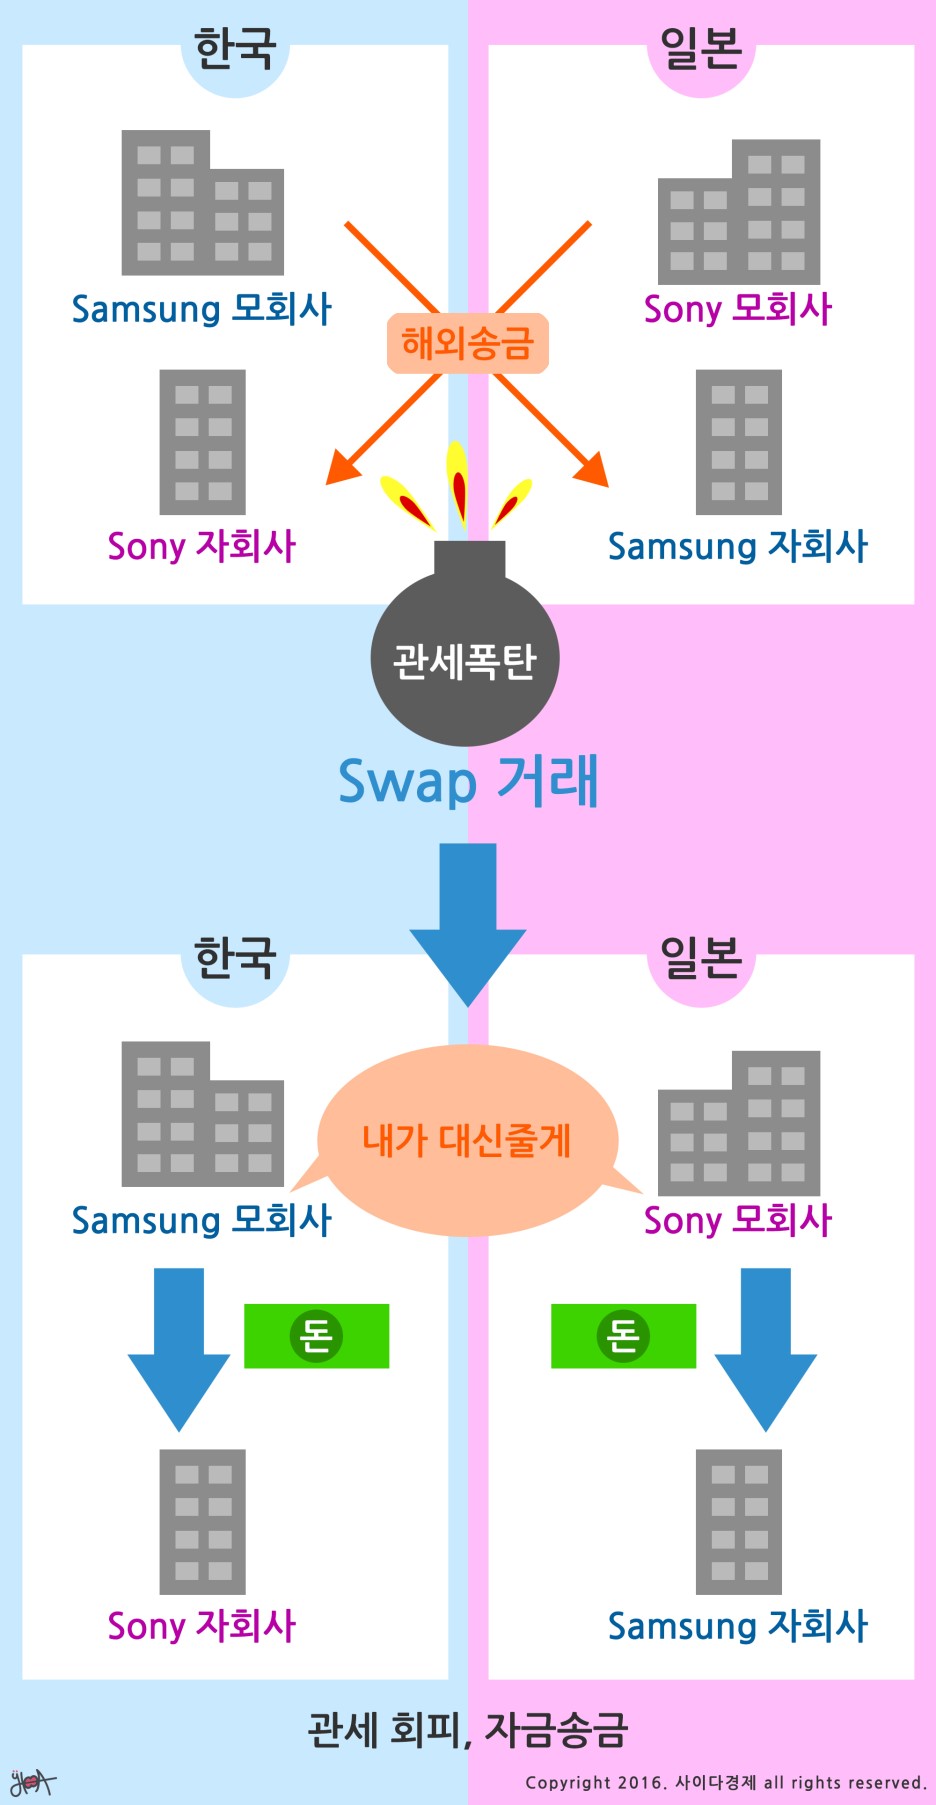 한국
일본
Samsung 모회사
Sony 모회사
해외송금
Sony 자회사
Samsung 자회사
관세폭탄
Swap 거래
한국
일본
내가 대신줄게
Samsung 모회사
Sony 모회사
돈
돈
Sony 자회사
Samsung 자회사
관세 회피, 자금송금
Copyright 2016. 사이다경제 all rights reserved.